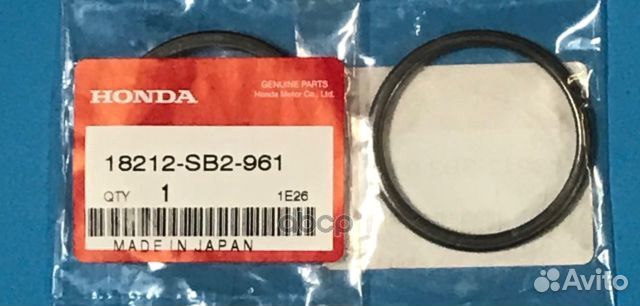 GENUINE PARTS
HONDA
Honda Motor Co., Ltd.
18212-SB2-961
QTY 1 1E26
MADE IN JAPAN
Avito